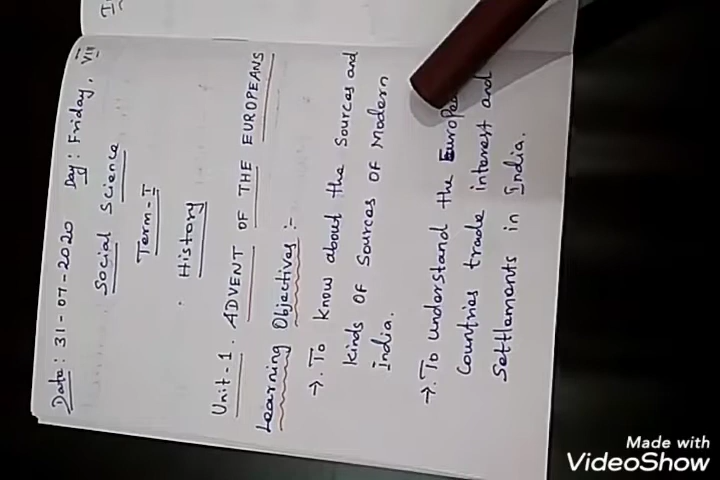 Date: 31-07-2020 Day: Friday. VIII
Social Science
Term-I
History
Unit-1. ADVENT OF THE EUROPEANS
Learning Objectives:-
→. To know about the Sources and
kinds of Sources of Modern
India.
→. To understand the
Countries trade interest and
Settlements in India.
Made with
VideoShow